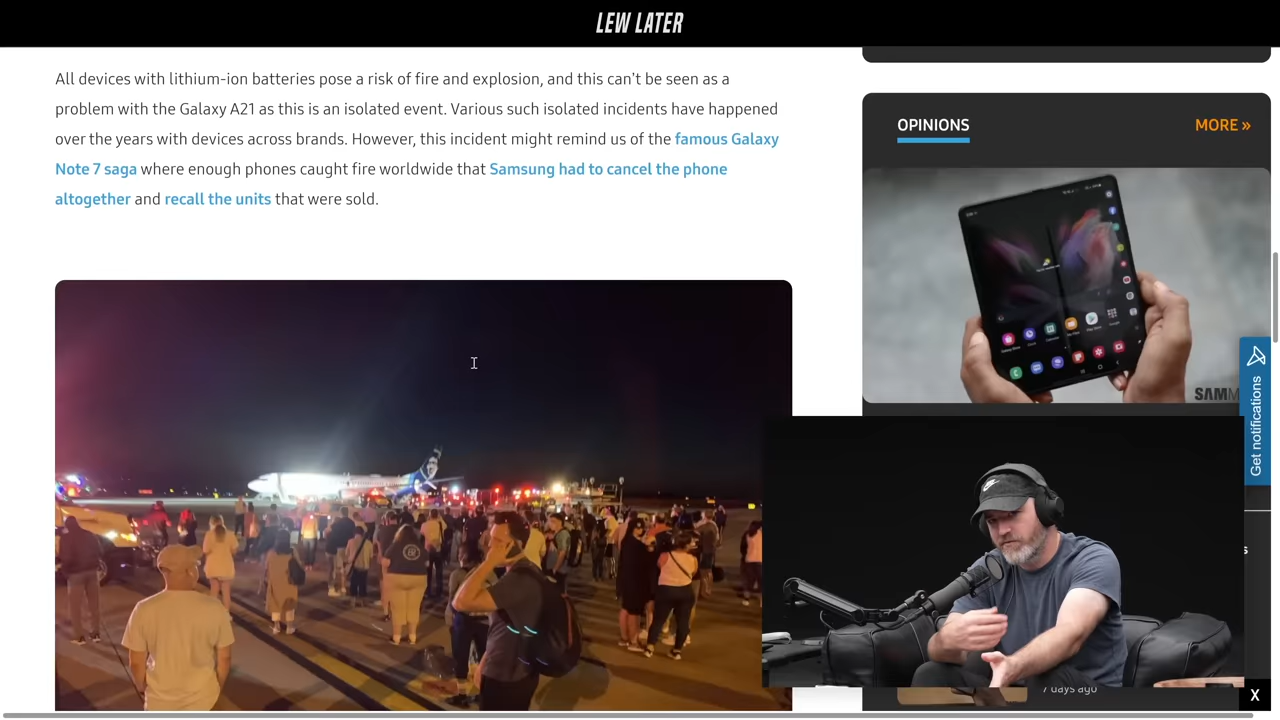 LEW LATER
All devices with lithium-ion batteries pose a risk of fire and explosion, and this can't be seen as a
problem with the Galaxy A21 as this is an isolated event. Various such isolated incidents have happened
over the years with devices across brands. However, this incident might remind us of the famous Galaxy
Note 7 saga where enough phones caught fire worldwide that Samsung had to cancel the phone
altogether and recall the units that were sold.
OPINIONS
MORE »
SAMM
Get notifications
7 days ago
X